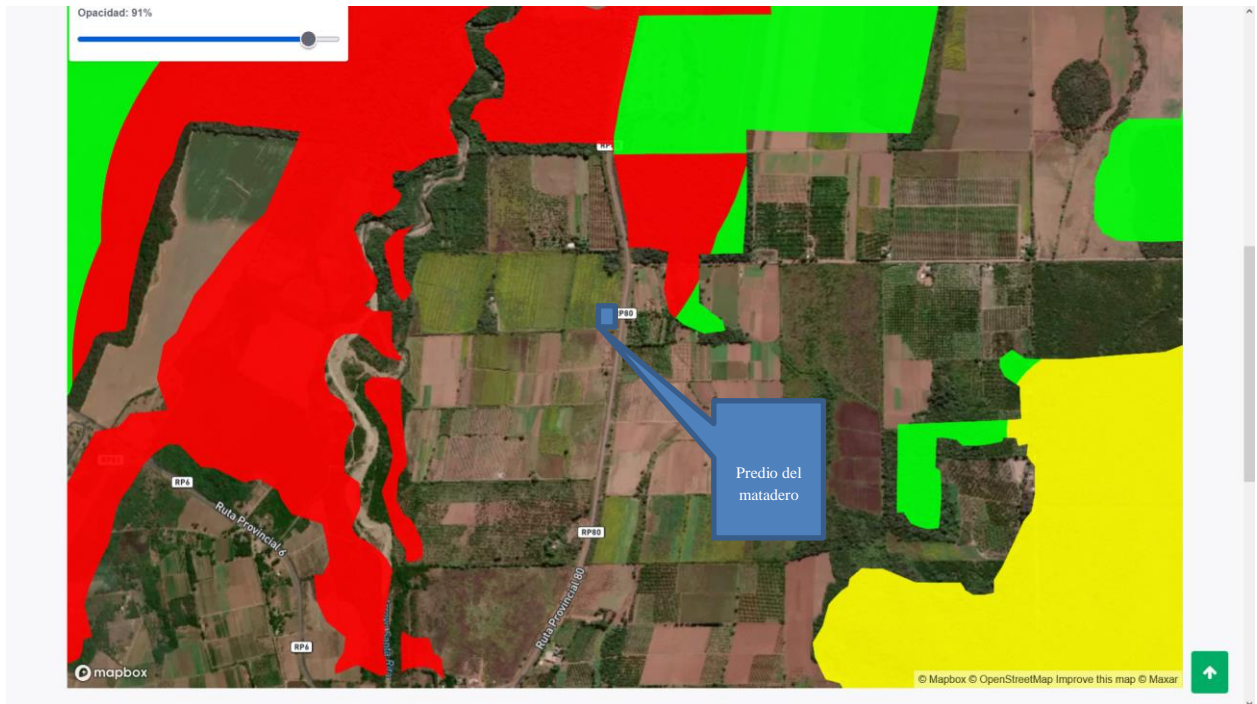 Opacidad: 91%
RP80
RP6
Ruta Provincial 6
Predio del
matadero
RP80
Ruta Provincial 80
RP6
mapbox
© Mapbox © OpenStreetMap Improve this map © Maxar